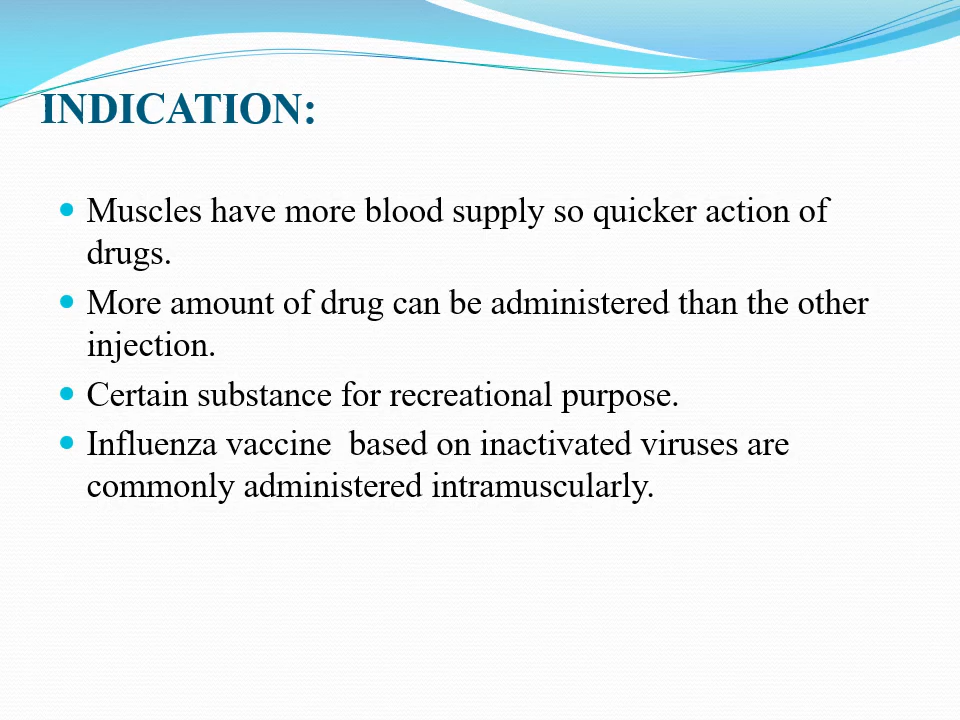 INDICATION:
• Muscles have more blood supply so quicker action of
drugs.
• More amount of drug can be administered than the other
injection.
• Certain substance for recreational purpose.
• Influenza vaccine  based on inactivated viruses are
commonly administered intramuscularly.